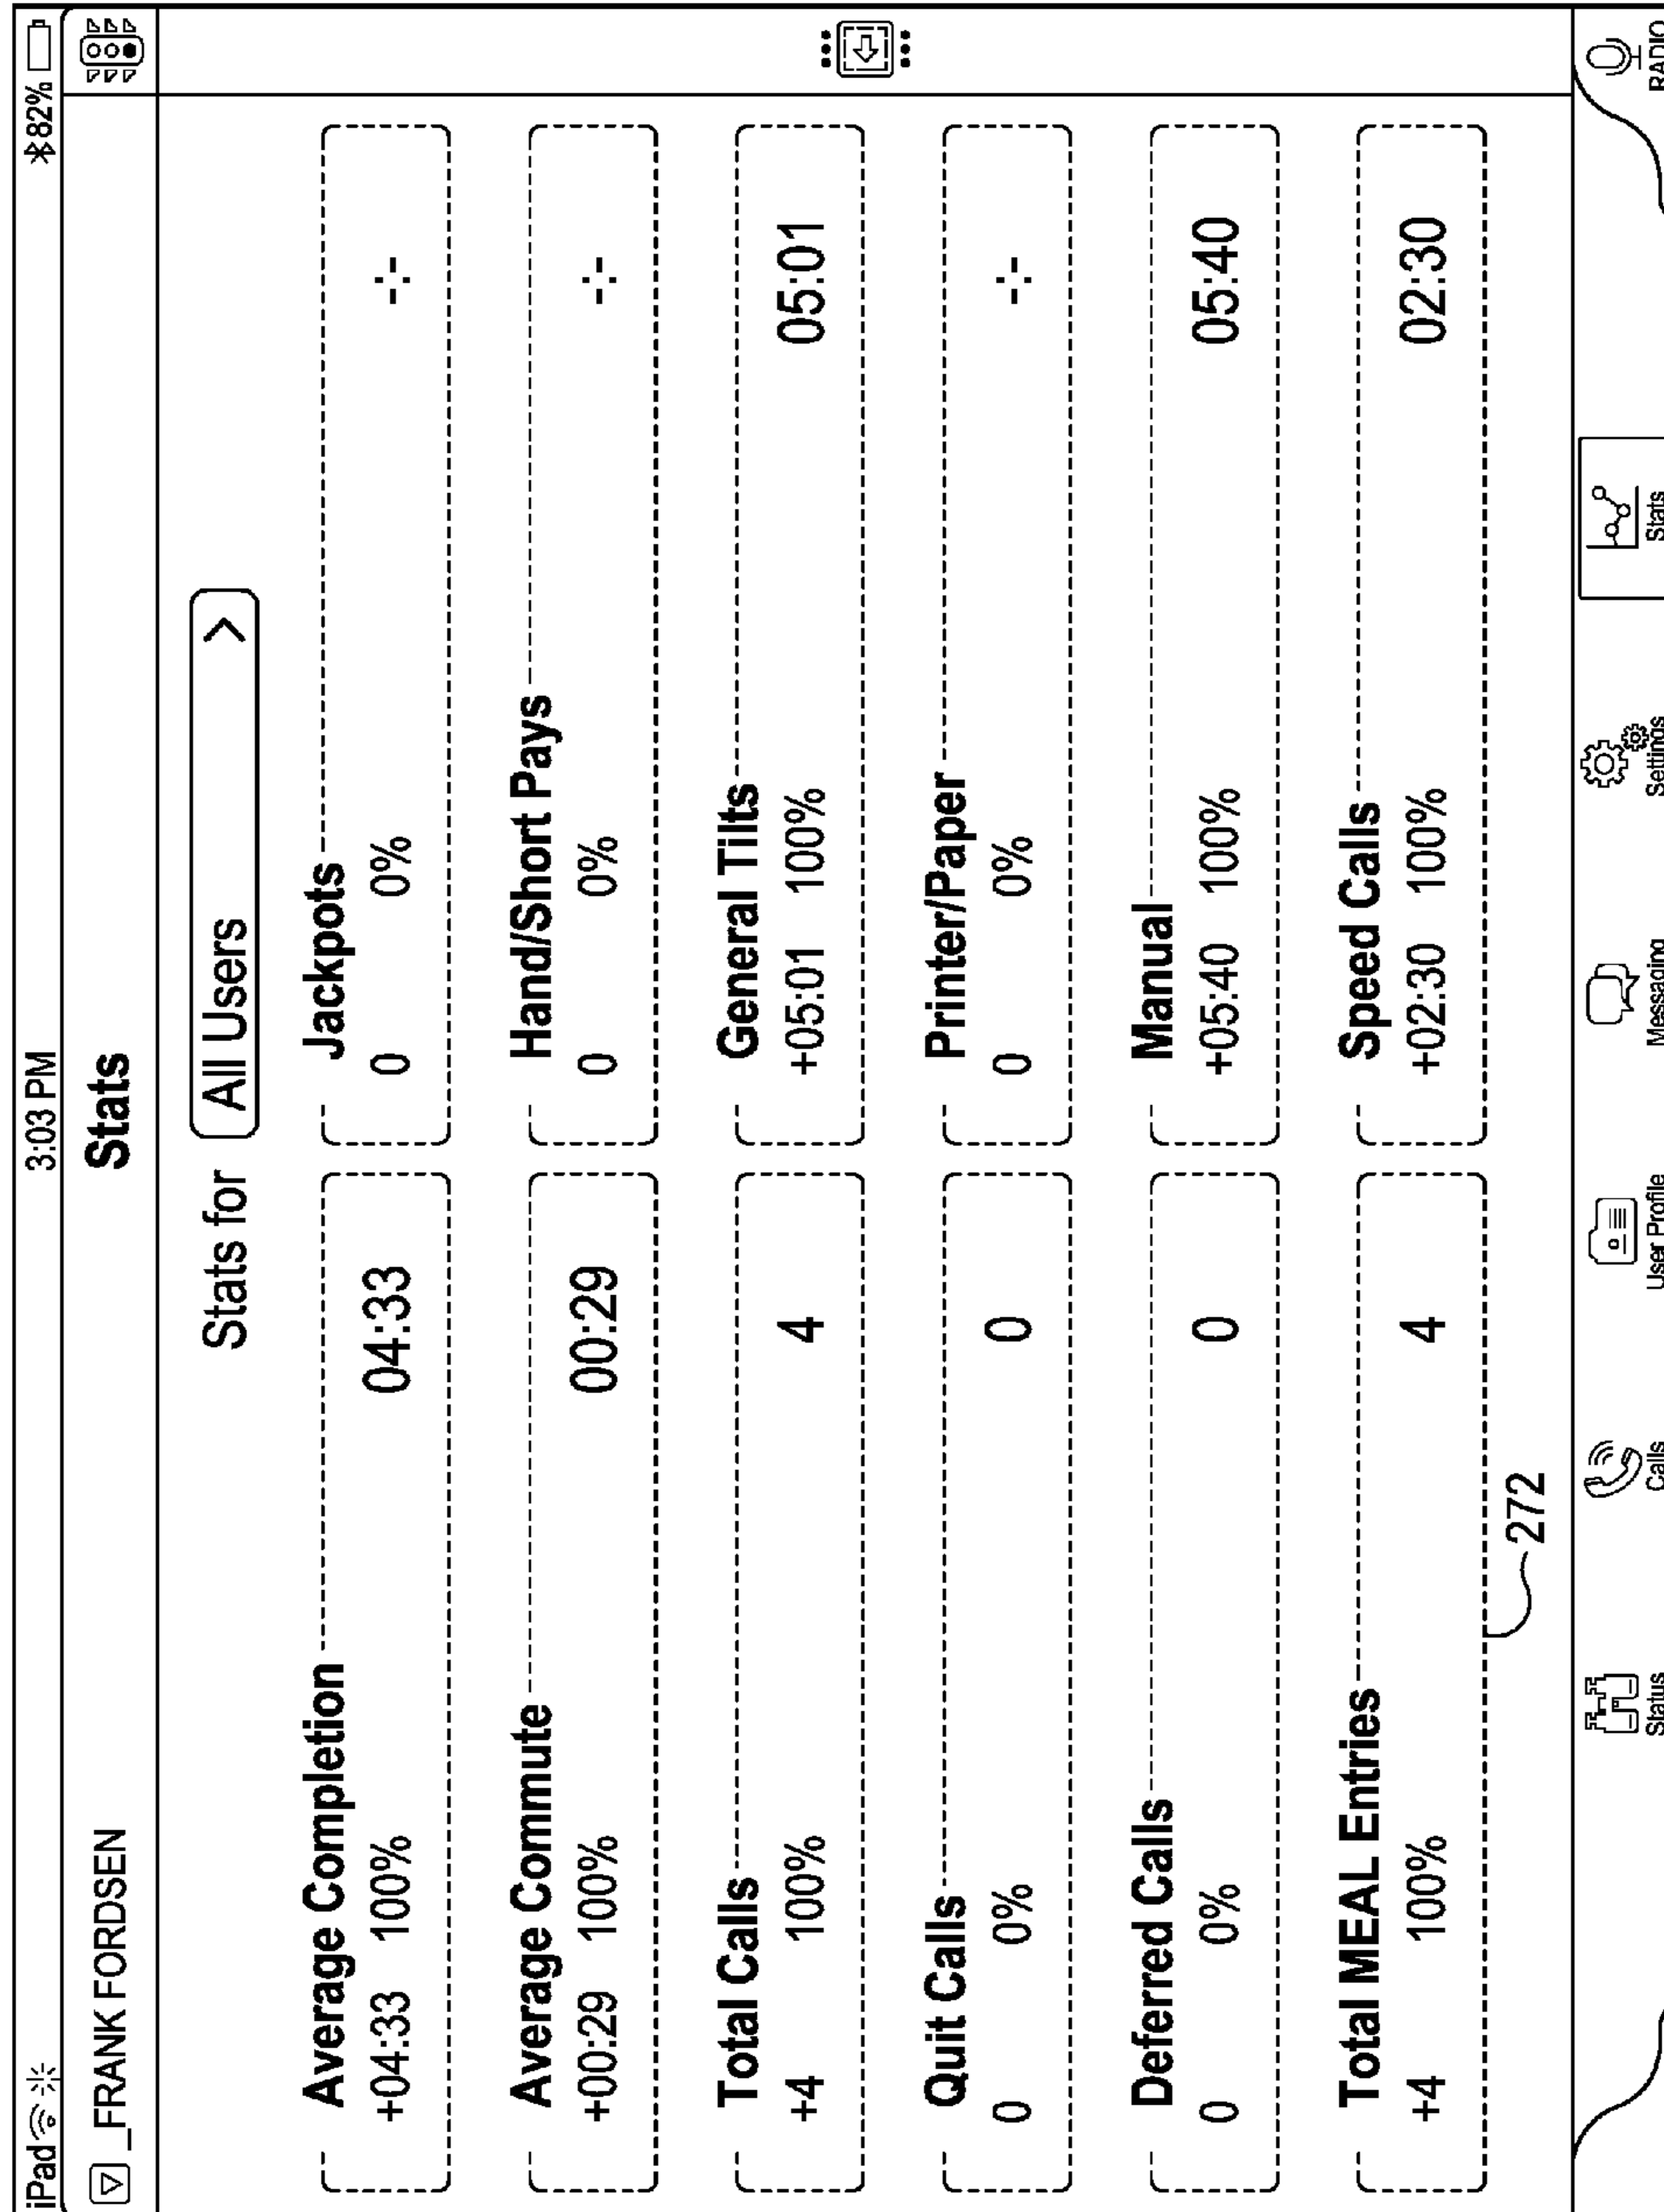 iPad 3:03 PM 82%
_FRANK FORDSEN Stats
Stats for All Users >
Average Completion
+04:33 100% 04:33
Jackpots
0 0% --:--
Average Commute
+00:29 100% 00:29
Hand/Short Pays
0 0% --:--
Total Calls
+4 100% 4
General Tilts
+05:01 100% 05:01
Quit Calls
0 0% 0
Printer/Paper
0 0% --:--
Deferred Calls
0 0% 0
Manual
+05:40 100% 05:40
Total MEAL Entries
+4 100% 4
Speed Calls
+02:30 100% 02:30
272
Status Calls User Profile Messaging Settings Stats RADIO